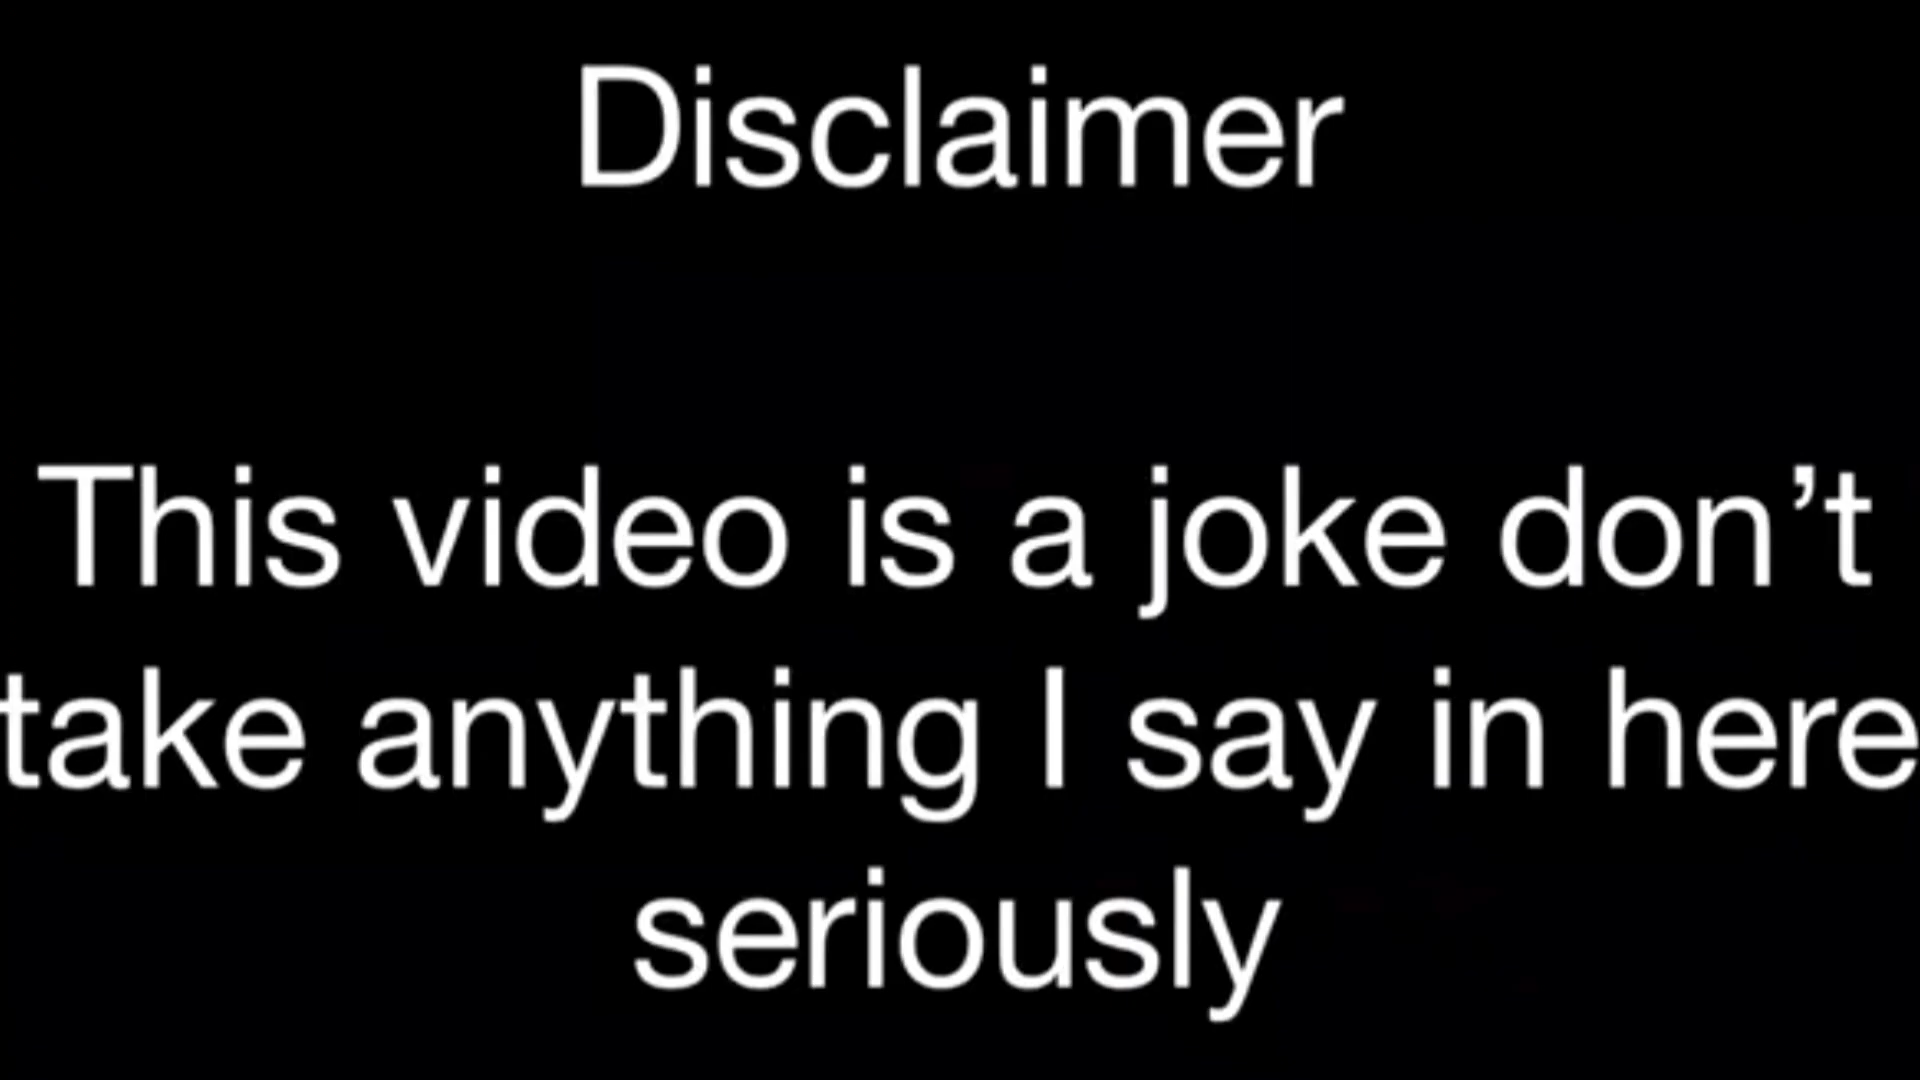 Disclaimer
This video is a joke don’t
take anything I say in here
seriously